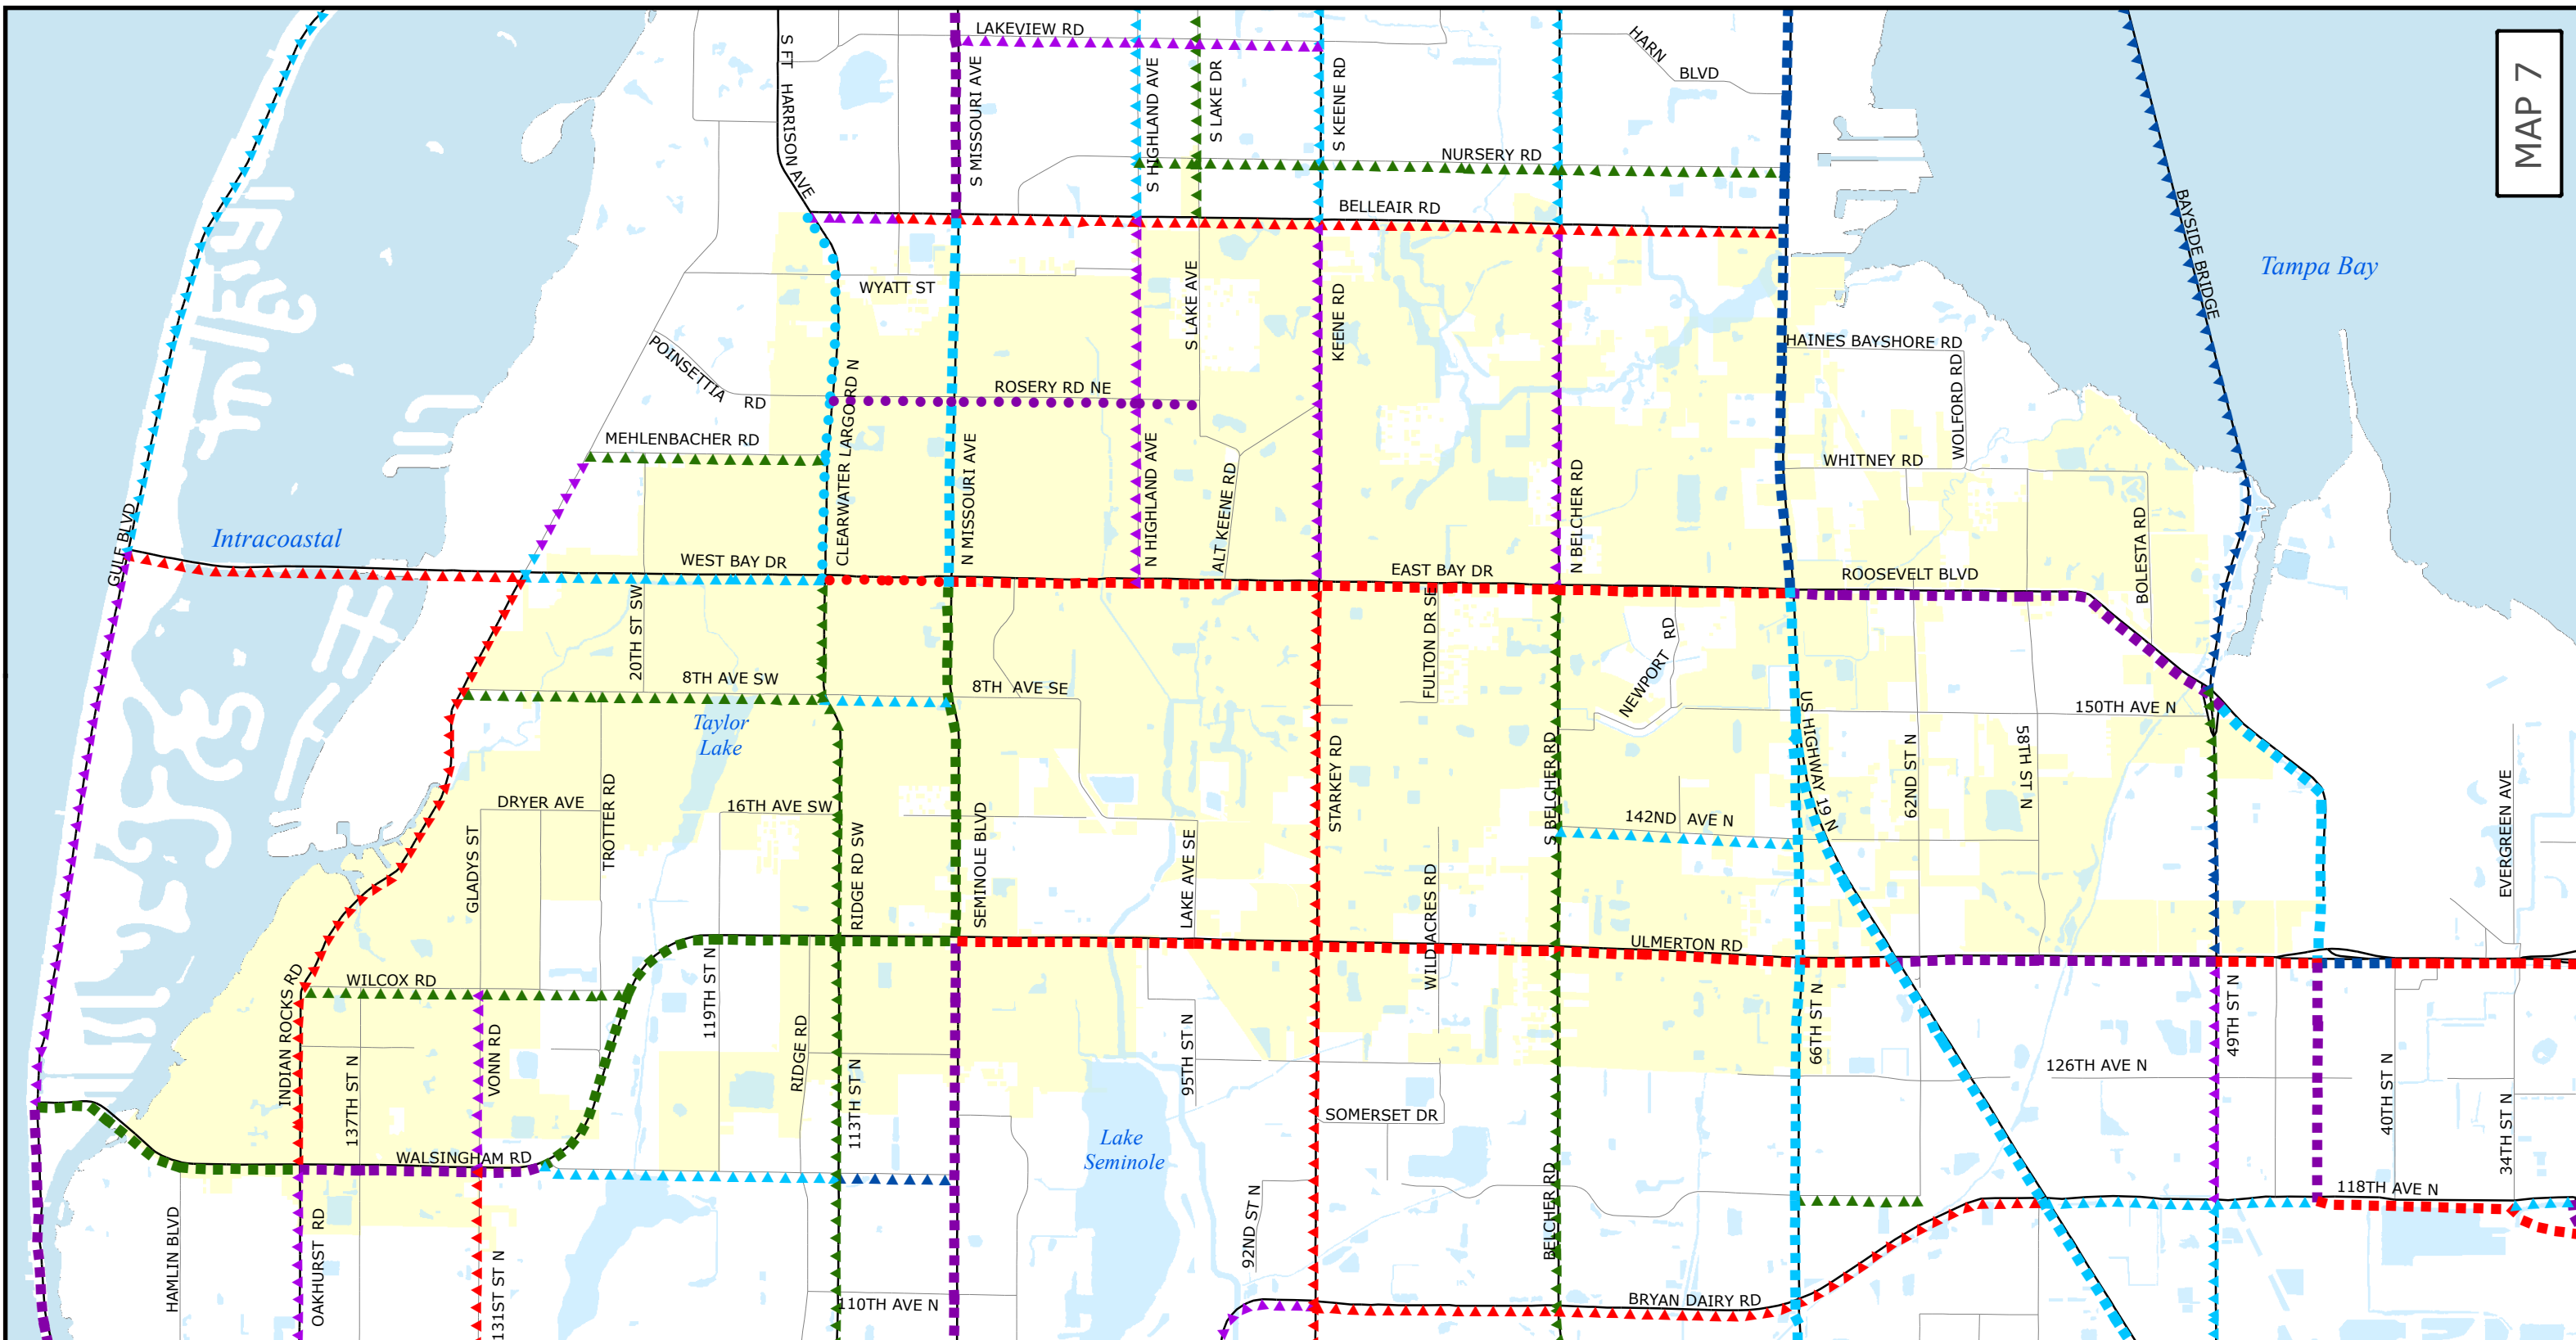 LAKEVIEW RD
S FT HARRISON AVE
S MISSOURI AVE
S HIGHLAND AVE
S LAKE DR
S KEENE RD
HARN
BLVD
MAP 7
NURSERY RD
BELLEAIR RD
BAYSIDE BRIDGE
Tampa Bay
WYATT ST
S LAKE AVE
KEENE RD
HAINES BAYSHORE RD
WOLFORD RD
POINSETTIA
RD
ROSERY RD NE
CLEARWATER LARGO RD N
MEHLENBACHER RD
N MISSOURI AVE
N HIGHLAND AVE
ALT KEENE RD
N BELCHER RD
WHITNEY RD
BOLESTA RD
GULF BLVD
Intracoastal
WEST BAY DR
EAST BAY DR
ROOSEVELT BLVD
20TH ST SW
FULTON DR SE
NEWPORT
RD
8TH AVE SW
8TH AVE SE
Taylor
Lake
US HIGHWAY 19 N
150TH AVE N
62ND ST N
58TH ST N
STARKEY RD
S BELCHER RD
DRYER AVE
TROTTER RD
16TH AVE SW
142ND AVE N
EVERGREEN AVE
GLADYS ST
RIDGE RD SW
SEMINOLE BLVD
LAKE AVE SE
WILD ACRES RD
ULMERTON RD
INDIAN ROCKS RD
WILCOX RD
119TH ST N
66TH ST N
49TH ST N
137TH ST N
VONN RD
RIDGE RD
113TH ST N
95TH ST N
126TH AVE N
40TH ST N
34TH ST N
SOMERSET DR
Lake
Seminole
WALSINGHAM RD
118TH AVE N
HAMLIN BLVD
OAKHURST RD
131ST ST N
92ND ST N
BELCHER RD
110TH AVE N
BRYAN DAIRY RD